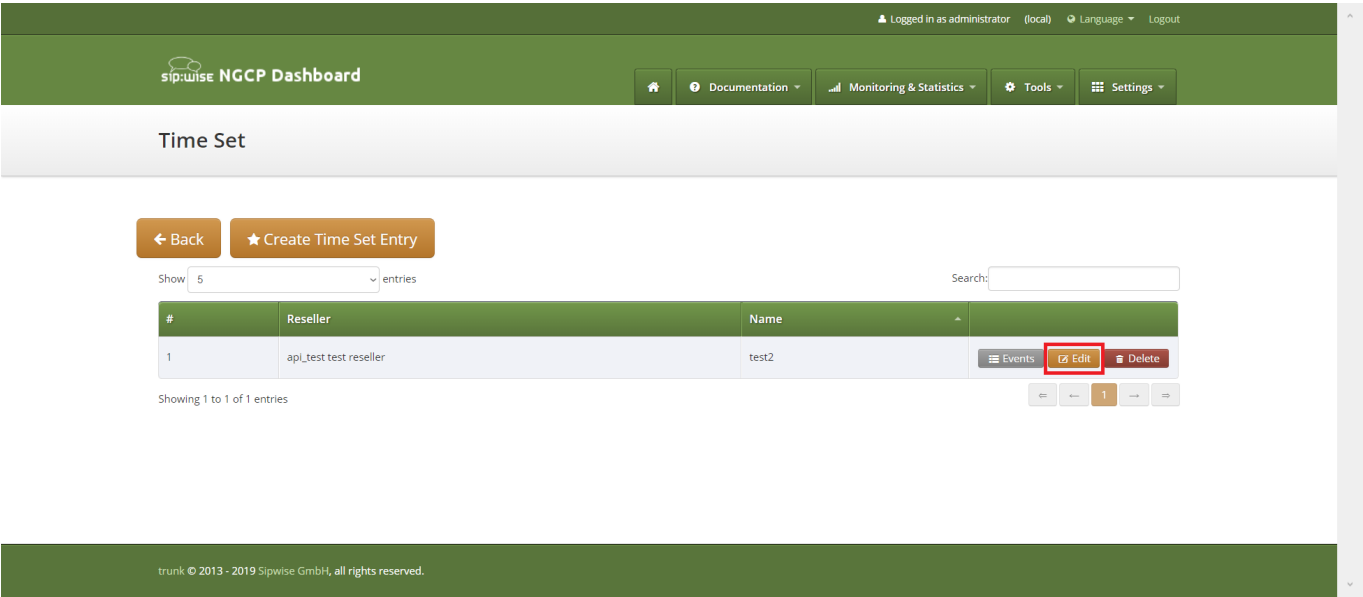 Logged in as administrator (local) Language Logout
sip:wise NGCP Dashboard
Documentation Monitoring & Statistics Tools Settings
Time Set
Back Create Time Set Entry
Show 5 entries Search:
# Reseller Name
1 api_test test reseller test2 Events Edit Delete
Showing 1 to 1 of 1 entries ⇐ ← 1 → ⇒
trunk © 2013 - 2019 Sipwise GmbH, all rights reserved.